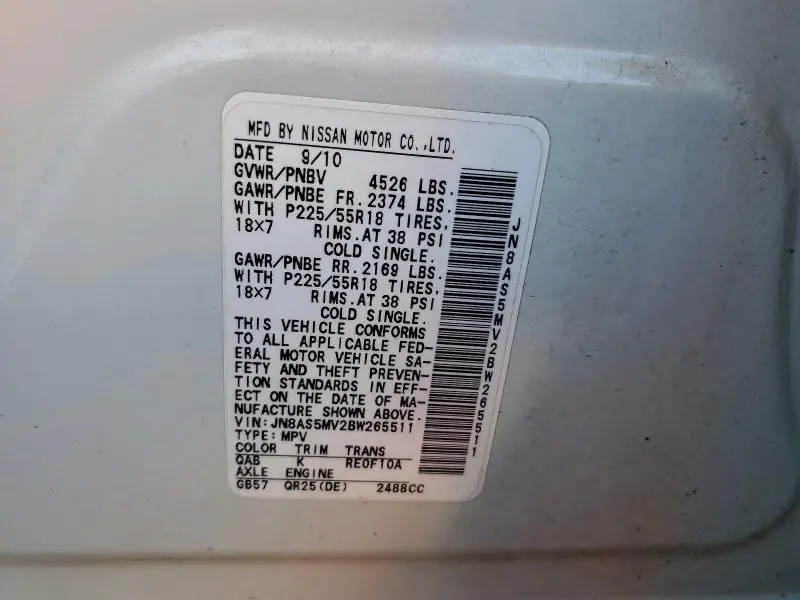 MFD BY NISSAN MOTOR CO.,LTD.
DATE 9/10
GVWR/PNBV 4526 LBS.
GAWR/PNBE FR.2374 LBS.
WITH P225/55R18 TIRES,
18×7 RIMS.AT 38 PSI
COLD SINGLE.
GAWR/PNBE RR.2169 LBS.
WITH P225/55R18 TIRES,
18×7 RIMS.AT 38 PSI
COLD SINGLE.
THIS VEHICLE CONFORMS
TO ALL APPLICABLE FED-
ERAL MOTOR VEHICLE SA-
FETY AND THEFT PREVEN-
TION STANDARDS IN EFF-
ECT ON THE DATE OF MA-
NUFACTURE SHOWN ABOVE.
VIN:JN8AS5MV2BW265511
TYPE:MPV
COLOR TRIM TRANS
QAB K RE0F10A
AXLE ENGINE
GB57 QR25(DE) 2488CC
JN8AS5MV2BW265511